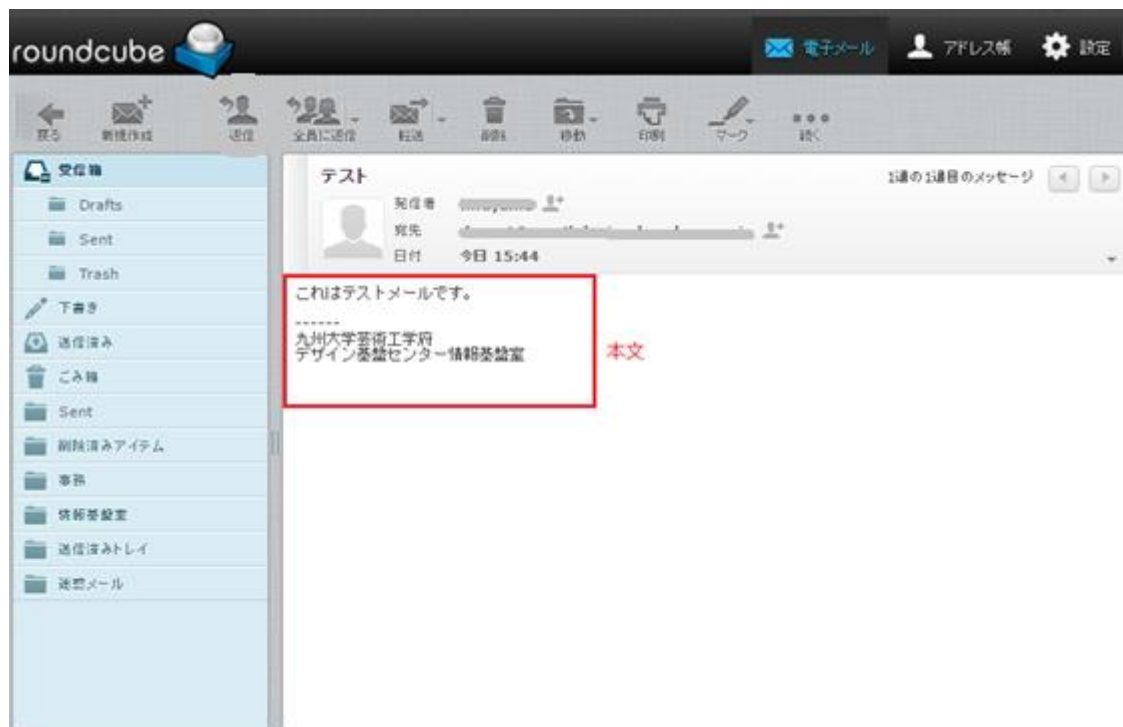 roundcube
電子メール
アドレス帳
設定
戻る
新規作成
返信
全員に返信
転送
削除
移動
印刷
マーク
続く
受信箱
Drafts
Sent
Trash
下書き
送信済み
ごみ箱
Sent
削除済みアイテム
事務
情報基盤室
送信済みトレイ
迷惑メール
テスト
1通の1通目のメッセージ
発信者
宛先
日付 今日 15:44
これはテストメールです。
------
九州大学芸術工学府
デザイン基盤センター情報基盤室
本文